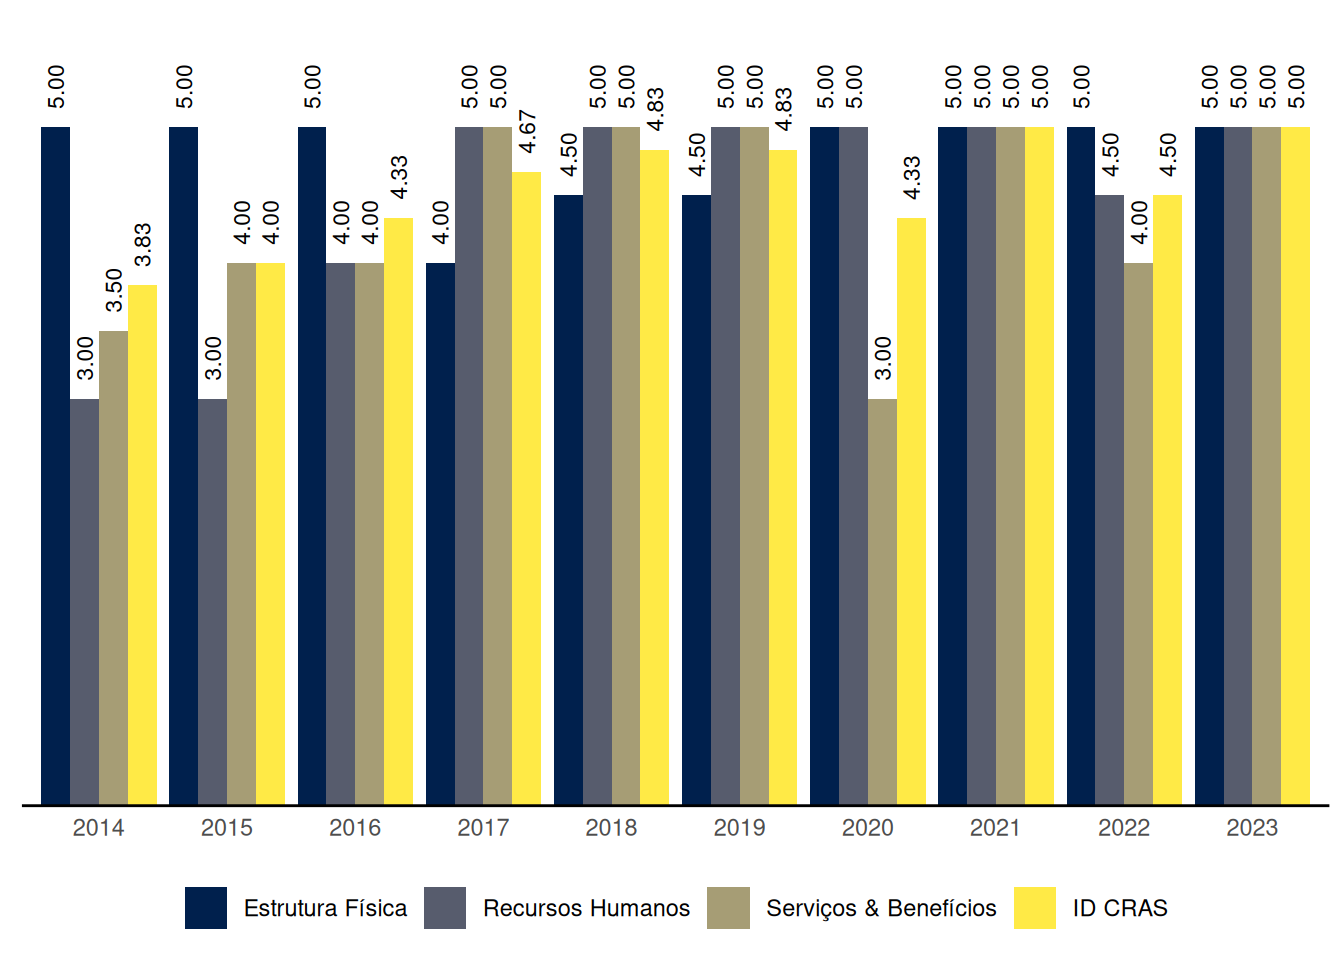 5.00 3.00 3.50 3.83 5.00 3.00 4.00 4.00 5.00 4.00 4.00 4.33 4.00 5.00 5.00 4.67 4.50 5.00 5.00 4.83 4.50 5.00 5.00 4.83 5.00 5.00 3.00 4.33 5.00 5.00 5.00 5.00 5.00 4.50 4.00 4.50 5.00 5.00 5.00 5.00
2014 2015 2016 2017 2018 2019 2020 2021 2022 2023
Estrutura Física Recursos Humanos Serviços & Benefícios ID CRAS